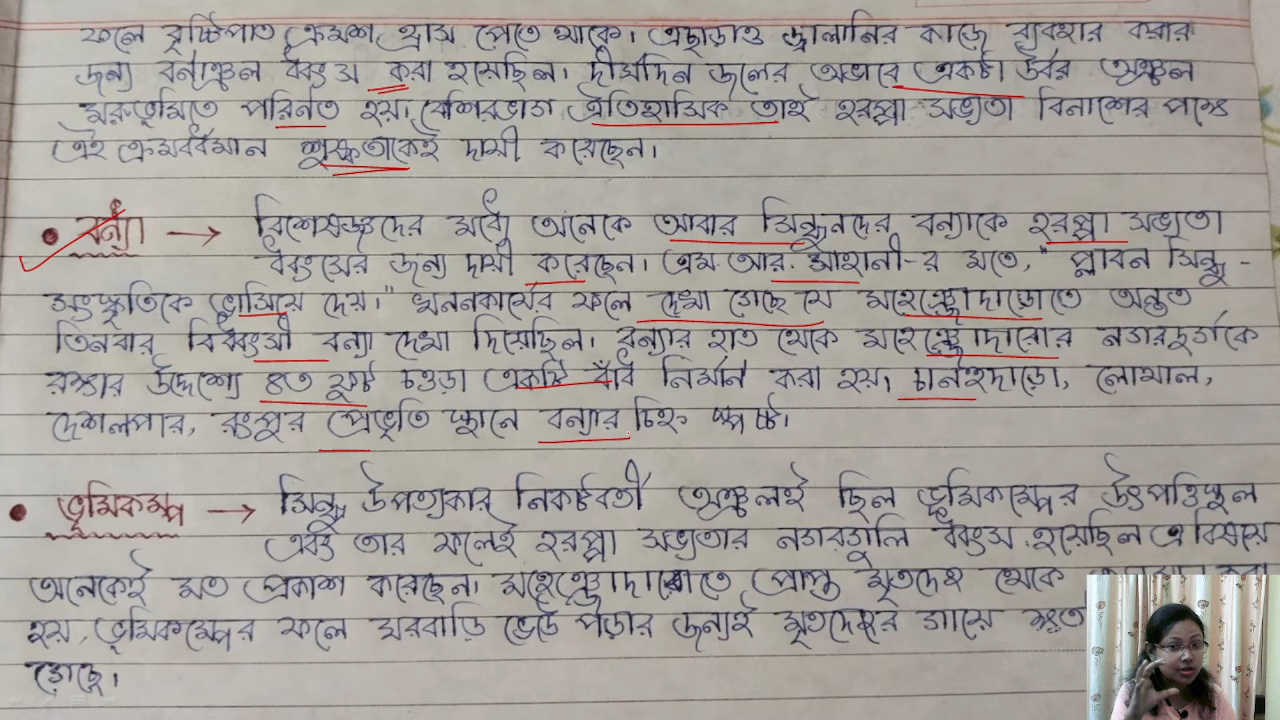 ফলে বৃষ্টিপাত ক্রমশ হ্রাস পেতে থাকে। এছাড়াও জ্বালানির কাজে ব্যবহার করার
জন্য বনাঞ্চল ধ্বংস করা হয়েছিল। দীর্ঘদিন জলের অভাবে একটা উর্বর অঞ্চল
মরুভূমিতে পরিনত হয়। বেশিরভাগ ঐতিহাসিক তাই হরপ্পা সভ্যতা বিনাশের পশ্চে
এই ক্রমবর্ধমান শুষ্কতাকেই দায়ী করেছেন।
• বন্যা → বিশেষজ্ঞদের মধ্যে অনেকে আবার সিন্ধুনদের বন্যাকে হরপ্পা সভ্যতা
ধ্বংসের জন্য দায়ী করেছেন। এম. আর. সাহানী-র মতে, "প্লাবন সিন্ধু-
সংস্কৃতিকে ভাসিয়ে দেয়।" খননকার্যের ফলে দেখা গেছে যে মহেঞ্জোদাড়োতে অন্তত
তিনবার বিধ্বংসী বন্যা দেখা দিয়েছিল। বন্যার হাত থেকে মহেঞ্জোদারোর নগরদুর্গকে
রক্ষার উদ্দেশ্যে ৪৩ ফুট চওড়া একটি বাঁধ নির্মান করা হয়। চানহুদাড়ো, লোথাল,
দেশলপার, রংপুর প্রভৃতি স্থানে বন্যার চিহ্ন স্পষ্ট।
• ভূমিকম্প → সিন্ধু উপত্যকার নিকটবর্তী অঞ্চলই ছিল ভূমিকম্পের উৎপত্তিস্থল
এবং তার ফলেই হরপ্পা সভ্যতার নগরগুলি ধ্বংস হয়েছিল এ বিষয়ে
অনেকেই মত প্রকাশ করেছেন। মহেঞ্জোদারোতে প্রাপ্ত মৃতদেহ থেকে
হয়, ভূমিকম্পের ফলে ঘরবাড়ি ভেঙে পড়ার জন্যই মৃতদেহের গায়ে ক্ষত
গেছে।